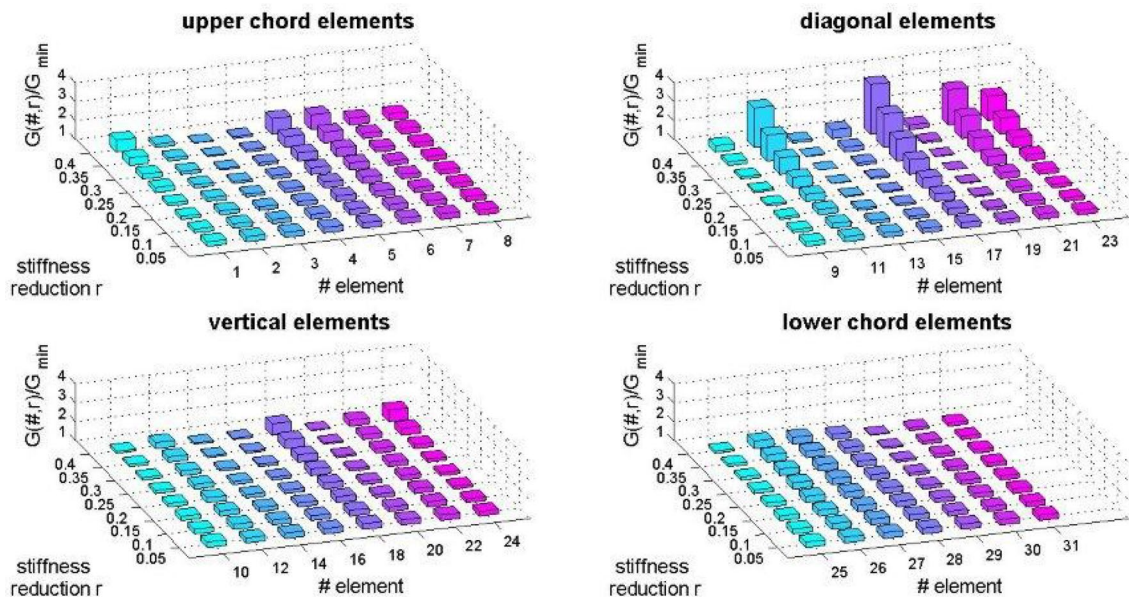 upper chord elements
G(#,r)/G min
4
3
2
1
0.4
0.35
0.3
0.25
0.2
0.15
0.1
0.05
stiffness
reduction r
1 2 3 4 5 6 7 8
# element
diagonal elements
G(#,r)/G min
4
3
2
1
0.4
0.35
0.3
0.25
0.2
0.15
0.1
0.05
stiffness
reduction r
9 11 13 15 17 19 21 23
# element
vertical elements
G(#,r)/G min
4
3
2
1
0.4
0.35
0.3
0.25
0.2
0.15
0.1
0.05
stiffness
reduction r
10 12 14 16 18 20 22 24
# element
lower chord elements
G(#,r)/G min
4
3
2
1
0.4
0.35
0.3
0.25
0.2
0.15
0.1
0.05
stiffness
reduction r
25 26 27 28 29 30 31
# element